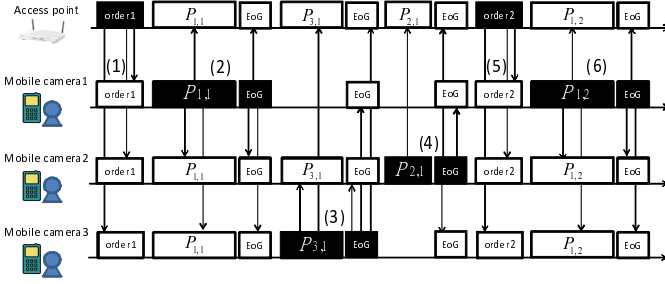 Access point order1 P1,1 EoG P3,1 EoG P2,1 EoG order2 P1,2 EoG
(1) (2) (5) (6)
Mobile camera1 order1 P1,1 EoG EoG EoG order2 P1,2 EoG
(4)
Mobile camera2 order1 P1,1 EoG P3,1 EoG P2,1 EoG order2 P1,2 EoG
(3)
Mobile camera3 order1 P1,1 EoG P3,1 EoG EoG order2 P1,2 EoG